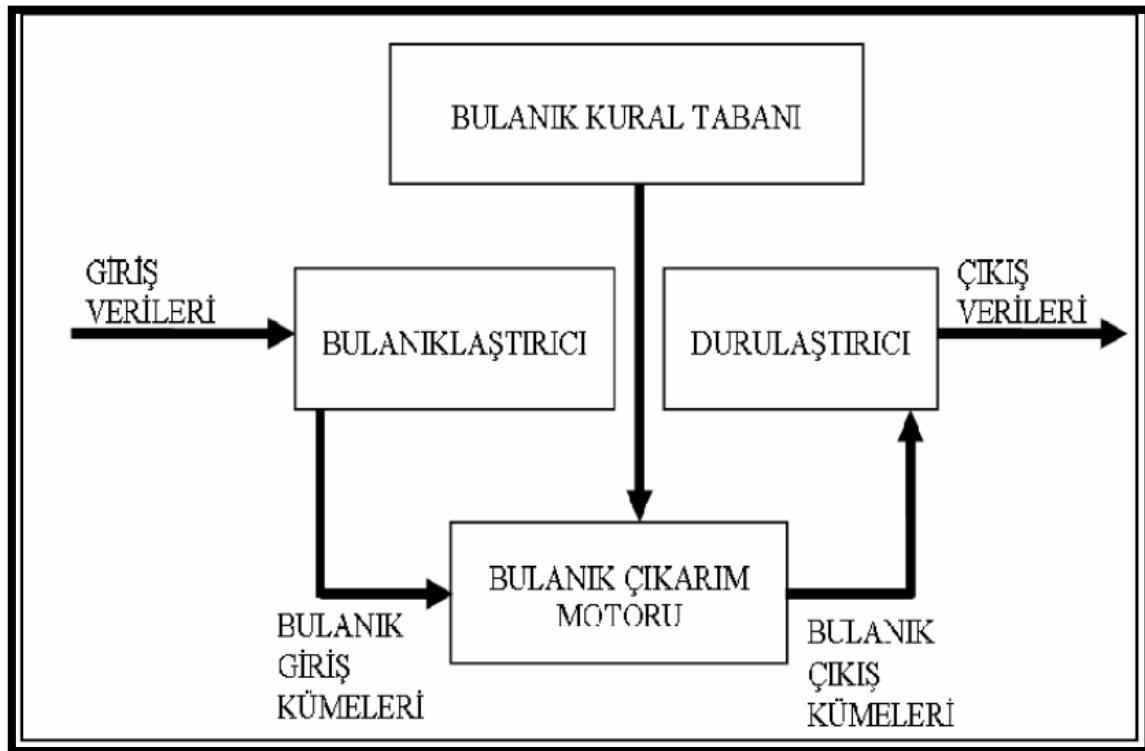 BULANIK KURAL TABANI
GİRİŞ
VERİLERİ
BULANIKLAŞTIRICI
DURULAŞTIRICI
ÇIKIŞ
VERİLERİ
BULANIK ÇIKARIM
MOTORU
BULANIK
GİRİŞ
KÜMELERİ
BULANIK
ÇIKIŞ
KÜMELERİ